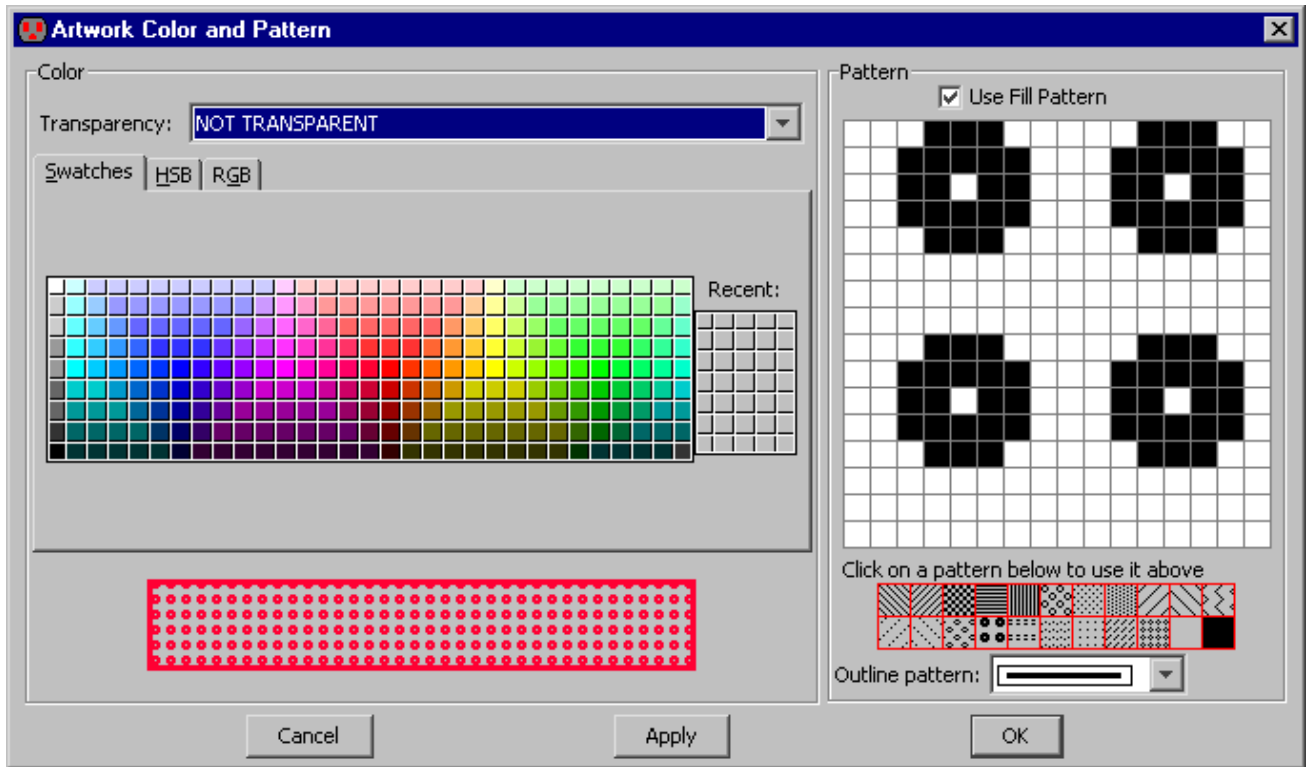 Artwork Color and Pattern
Color
Transparency: NOT TRANSPARENT
Swatches HSB RGB
Recent:
Pattern
Use Fill Pattern
Click on a pattern below to use it above
Outline pattern:
Cancel Apply OK